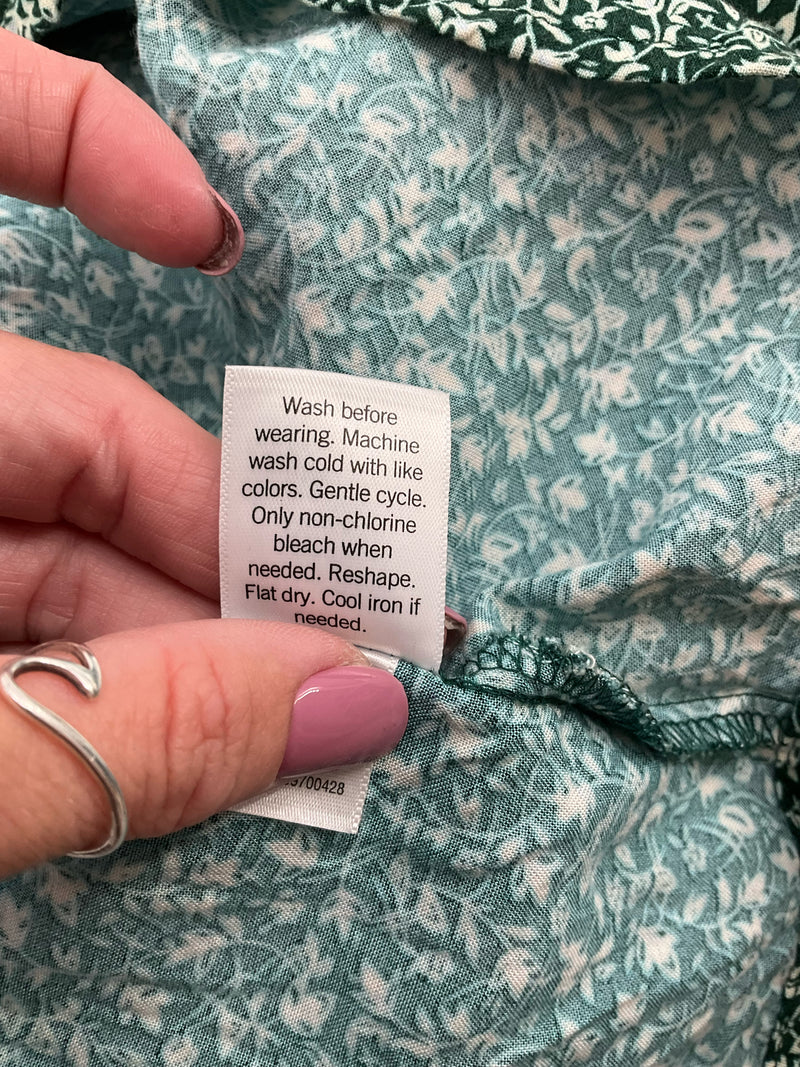 Wash before
wearing. Machine
wash cold with like
colors. Gentle cycle.
Only non-chlorine
bleach when
needed. Reshape.
Flat dry. Cool iron if
needed.